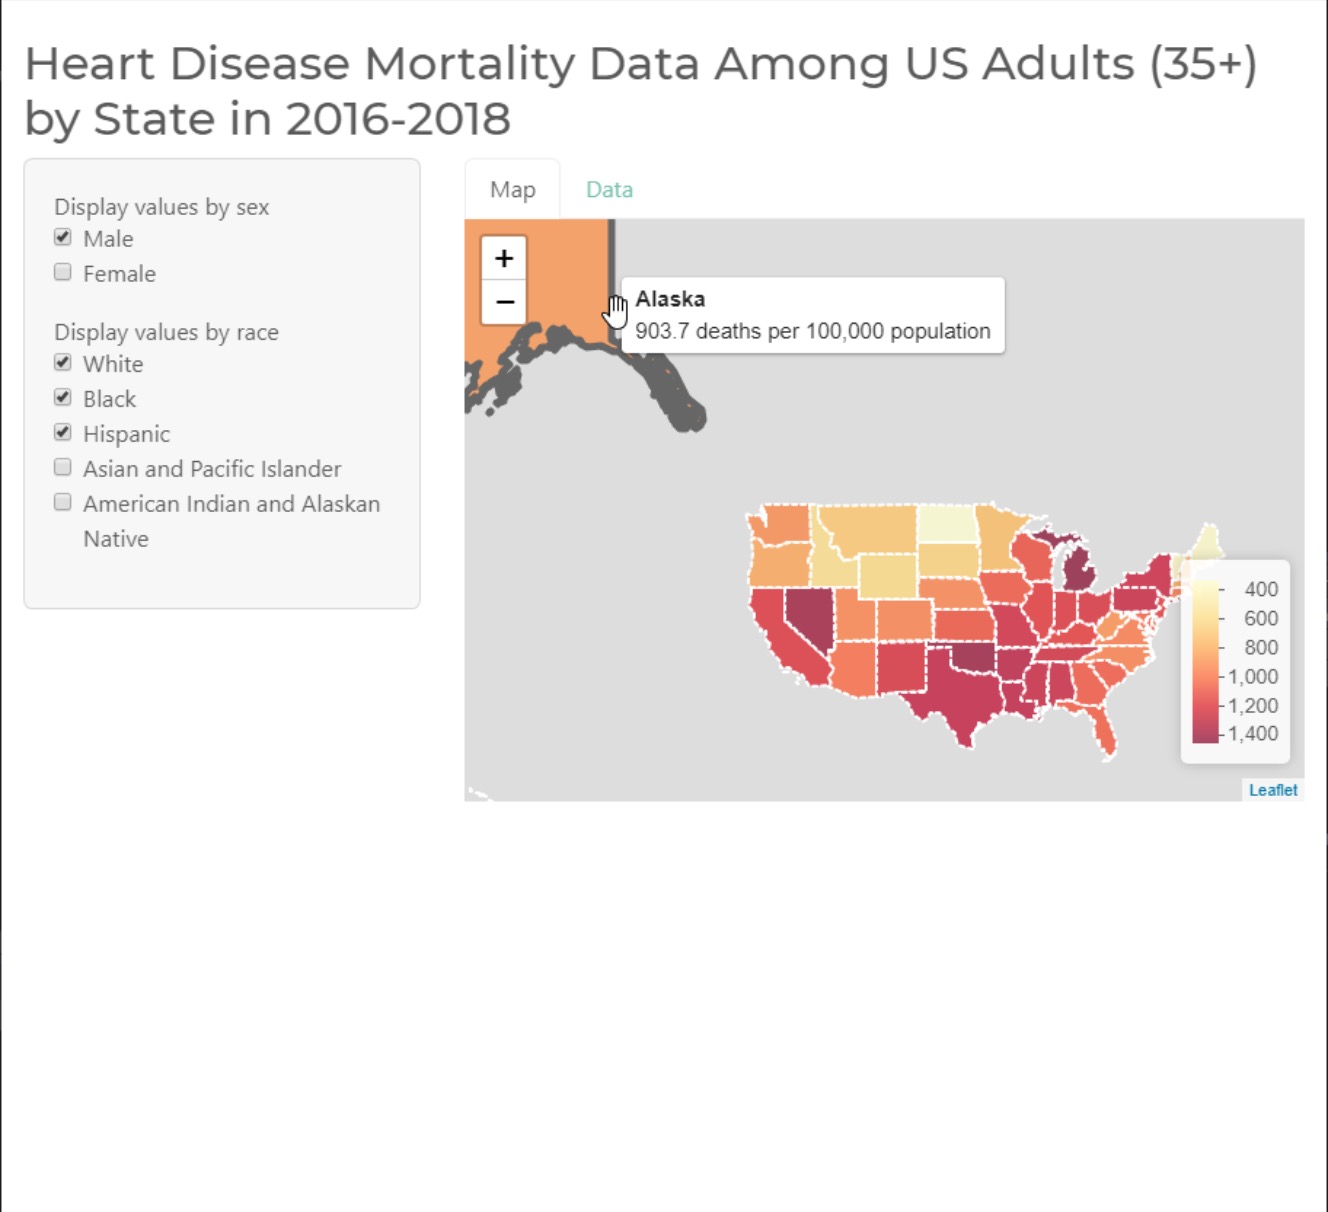 Heart Disease Mortality Data Among US Adults (35+)
by State in 2016-2018
Display values by sex
Male
Female
Display values by race
White
Black
Hispanic
Asian and Pacific Islander
American Indian and Alaskan
Native
Map
Data
+
−
Alaska
903.7 deaths per 100,000 population
400
600
800
1,000
1,200
1,400
Leaflet